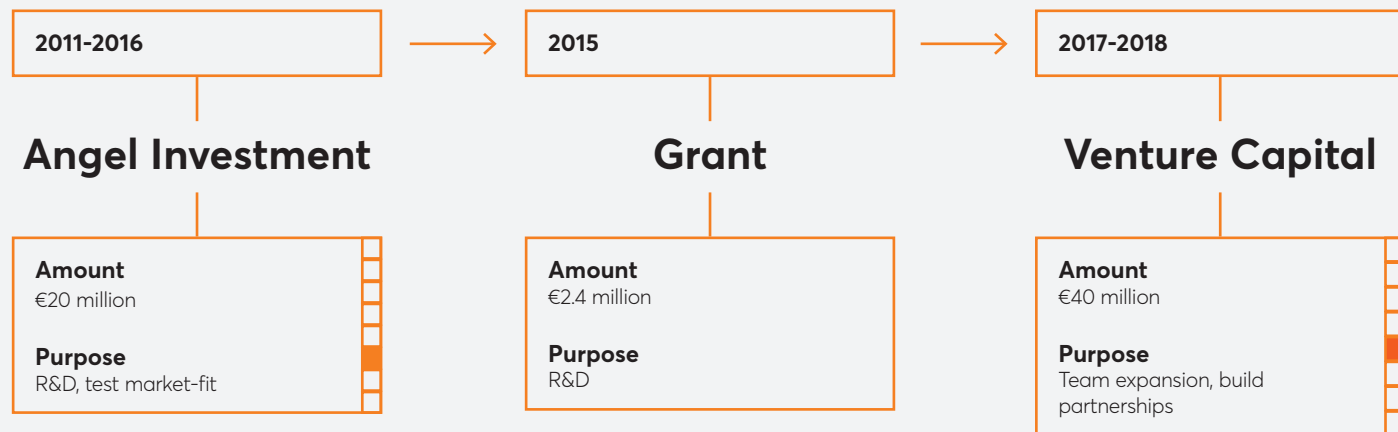 2011-2016
2015
2017-2018
Angel Investment
Grant
Venture Capital
Amount
€20 million
Purpose
R&D, test market-fit
Amount
€2.4 million
Purpose
R&D
Amount
€40 million
Purpose
Team expansion, build
partnerships